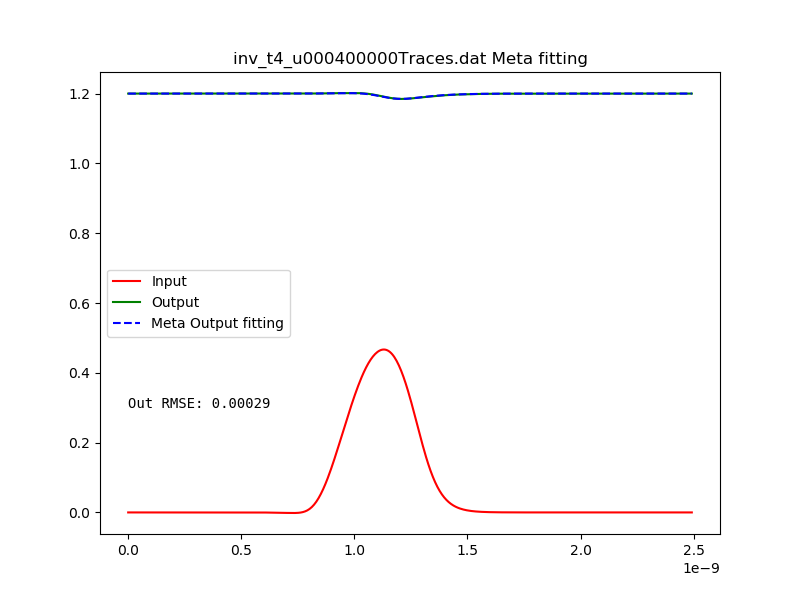 inv_t4_u000400000Traces.dat Meta fitting
1.2
1.0
0.8
0.6
0.4
0.2
0.0
Input
Output
Meta Output fitting
Out RMSE: 0.00029
0.0 0.5 1.0 1.5 2.0 2.5
1e−9